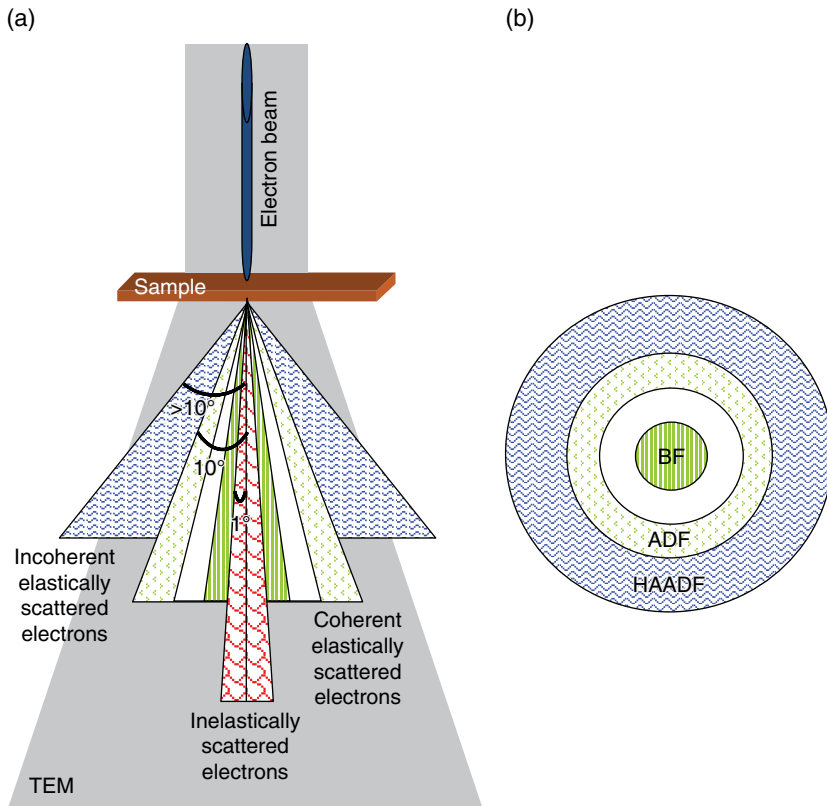 (a)
(b)
Electron beam
Sample
>10°
10°
1°
Incoherent
elastically
scattered
electrons
Coherent
elastically
scattered
electrons
Inelastically
scattered
electrons
TEM
BF
ADF
HAADF